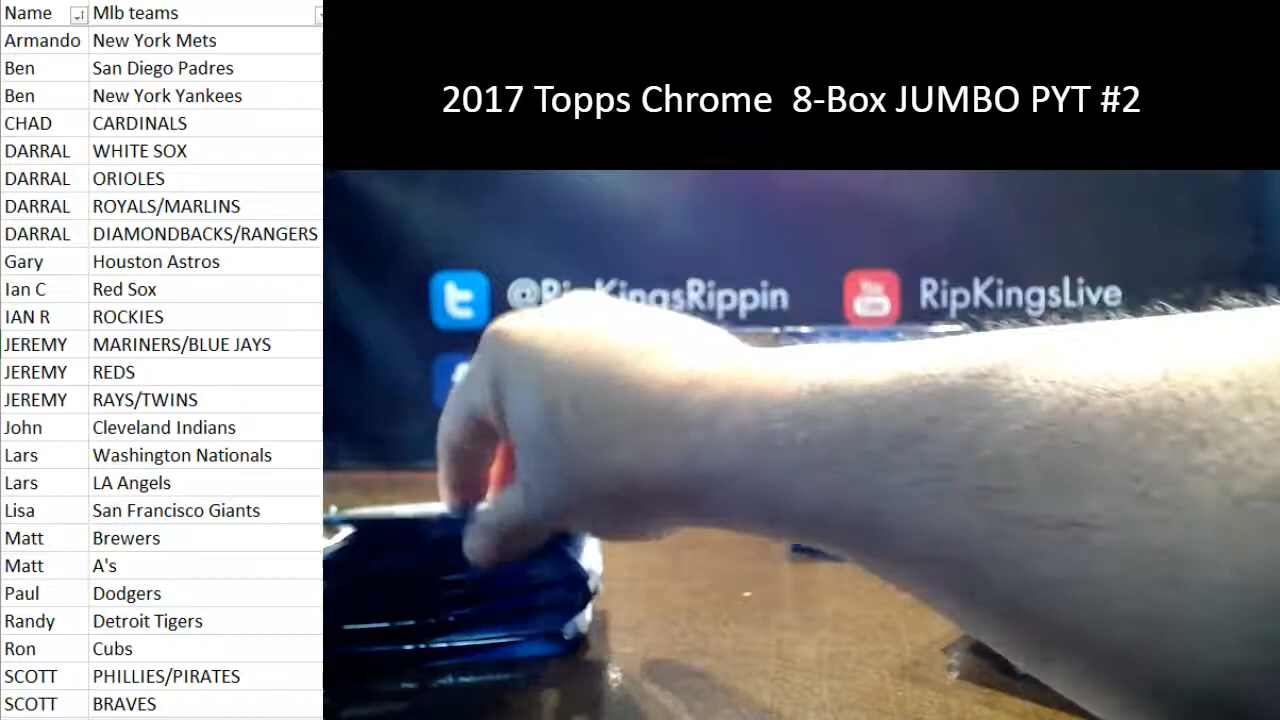 Name Mlb teams
Armando New York Mets
Ben San Diego Padres
Ben New York Yankees
CHAD CARDINALS
DARRAL WHITE SOX
DARRAL ORIOLES
DARRAL ROYALS/MARLINS
DARRAL DIAMONDBACKS/RANGERS
Gary Houston Astros
Ian C Red Sox
IAN R ROCKIES
JEREMY MARINERS/BLUE JAYS
JEREMY REDS
JEREMY RAYS/TWINS
John Cleveland Indians
Lars Washington Nationals
Lars LA Angels
Lisa San Francisco Giants
Matt Brewers
Matt A's
Paul Dodgers
Randy Detroit Tigers
Ron Cubs
SCOTT PHILLIES/PIRATES
SCOTT BRAVES
2017 Topps Chrome 8-Box JUMBO PYT #2
@RipKingsRippin
You
RipKingsLive